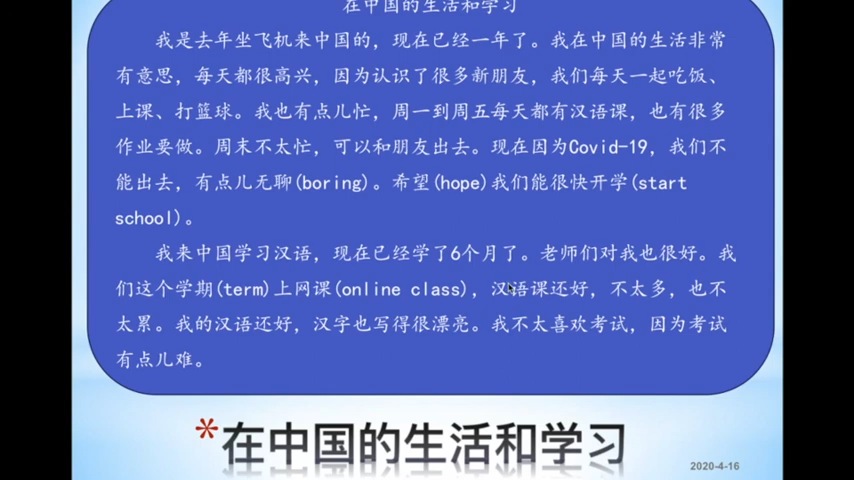 在中国的生活和学习
我是去年坐飞机来中国的，现在已经一年了。我在中国的生活非常
有意思，每天都很高兴，因为认识了很多新朋友，我们每天一起吃饭、
上课、打篮球。我也有点儿忙，周一到周五每天都有汉语课，也有很多
作业要做。周末不太忙，可以和朋友出去。现在因为Covid-19，我们不
能出去，有点儿无聊(boring)。希望(hope)我们能很快开学(start
school)。
我来中国学习汉语，现在已经学了6个月了。老师们对我也很好。我
们这个学期(term)上网课(online class)，汉语课还好，不太多，也不
太累。我的汉语还好，汉字也写得很漂亮。我不太喜欢考试，因为考试
有点儿难。
*在中国的生活和学习
2020-4-16